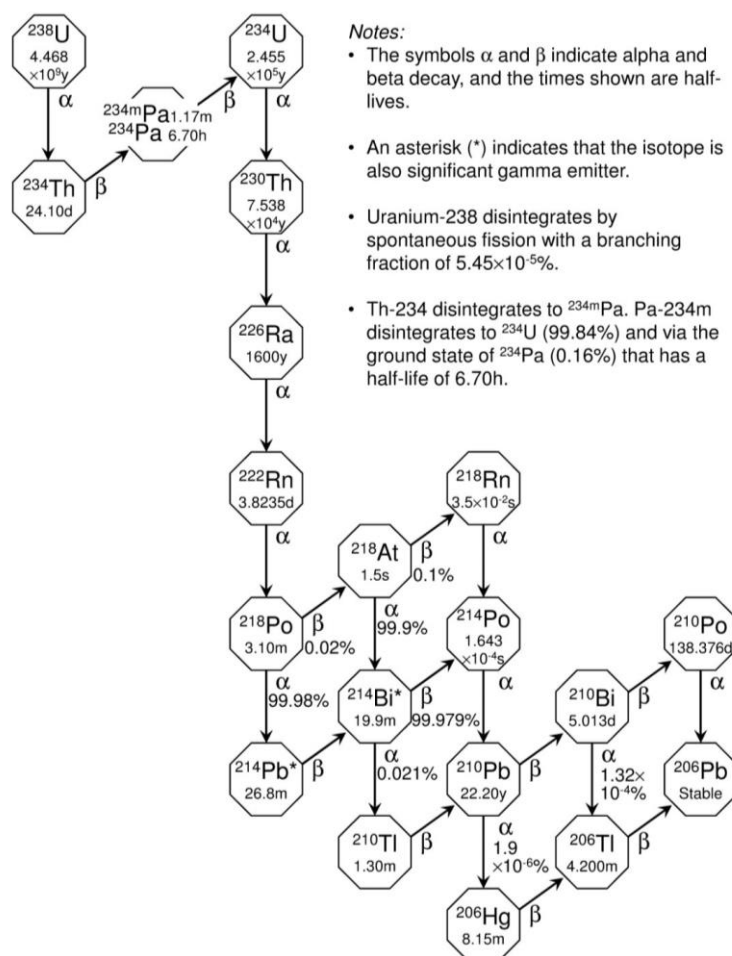 ²³⁸U
4.468
×10⁹y
α
²³⁴Th
24.10d
β
²³⁴ᵐPa 1.17m
²³⁴Pa 6.70h
β
²³⁴U
2.455
×10⁵y
α
²³⁰Th
7.538
×10⁴y
α
²²⁶Ra
1600y
α
²²²Rn
3.8235d
α
²¹⁸Po
3.10m
β
0.02%
α
99.98%
²¹⁴Pb*
26.8m
β
²¹⁸At
1.5s
β
0.1%
α
99.9%
²¹⁴Bi*
19.9m
β
99.979%
α
0.021%
²¹⁰Tl
1.30m
β
²¹⁸Rn
3.5×10⁻²s
α
²¹⁴Po
1.643
×10⁻⁴s
α
²¹⁰Pb
22.20y
β
α
1.9
×10⁻⁶%
²⁰⁶Hg
8.15m
β
²¹⁰Bi
5.013d
β
α
1.32×
10⁻⁴%
²⁰⁶Tl
4.200m
β
²¹⁰Po
138.376d
α
²⁰⁶Pb
Stable
Notes:
• The symbols α and β indicate alpha and
beta decay, and the times shown are half-
lives.
• An asterisk (*) indicates that the isotope is
also significant gamma emitter.
• Uranium-238 disintegrates by
spontaneous fission with a branching
fraction of 5.45×10⁻⁵%.
• Th-234 disintegrates to ²³⁴ᵐPa. Pa-234m
disintegrates to ²³⁴U (99.84%) and via the
ground state of ²³⁴Pa (0.16%) that has a
half-life of 6.70h.